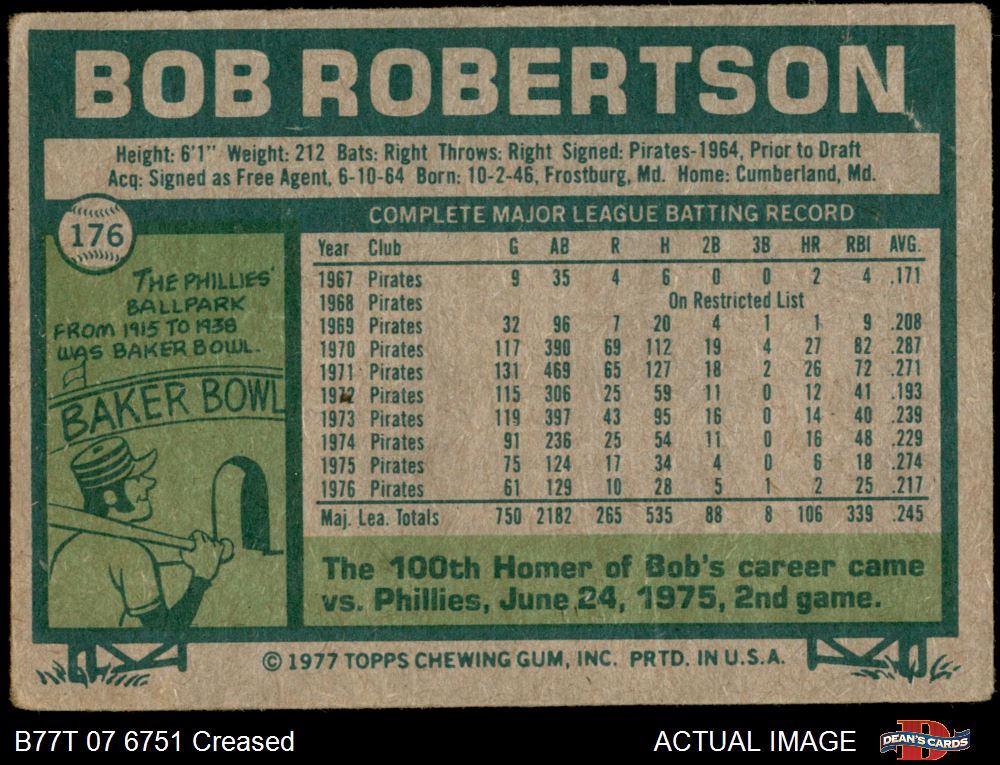 BOB ROBERTSON
Height: 6'1" Weight: 212 Bats: Right Throws: Right Signed: Pirates-1964, Prior to Draft
Acq: Signed as Free Agent, 6-10-64 Born: 10-2-46, Frostburg, Md. Home: Cumberland, Md.
176
THE PHILLIES'
BALLPARK
FROM 1915 TO 1938
WAS BAKER BOWL.
BAKER BOWL
COMPLETE MAJOR LEAGUE BATTING RECORD
Year Club G AB R H 2B 3B HR RBI AVG.
1967 Pirates 9 35 4 6 0 0 2 4 .171
1968 Pirates On Restricted List
1969 Pirates 32 96 7 20 4 1 1 9 .208
1970 Pirates 117 390 69 112 19 4 27 82 .287
1971 Pirates 131 469 65 127 18 2 26 72 .271
1972 Pirates 115 306 25 59 11 0 12 41 .193
1973 Pirates 119 397 43 95 16 0 14 40 .239
1974 Pirates 91 236 25 54 11 0 16 48 .229
1975 Pirates 75 124 17 34 4 0 6 18 .274
1976 Pirates 61 129 10 28 5 1 2 25 .217
Maj. Lea. Totals 750 2182 265 535 88 8 106 339 .245
The 100th Homer of Bob's career came
vs. Phillies, June 24, 1975, 2nd game.
© 1977 TOPPS CHEWING GUM, INC. PRTD. IN U.S.A.
B77T 07 6751 Creased
ACTUAL IMAGE
DEAN'S CARDS